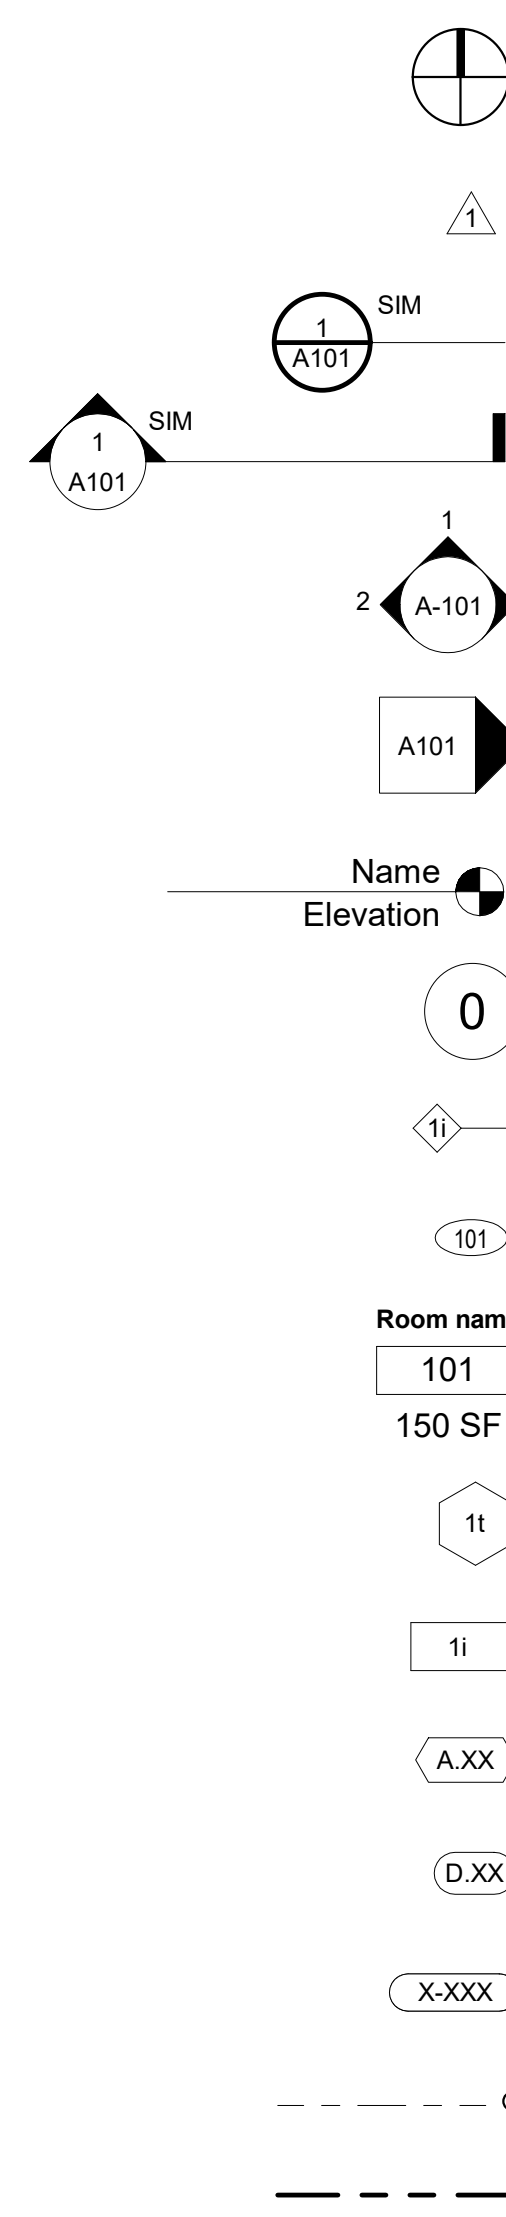 1
SIM
1
A101
SIM
1
A101
1
2
A-101
A101
Name
Elevation
0
1i
101
Room nam
101
150 SF
1t
1i
A.XX
D.XX
X-XXX